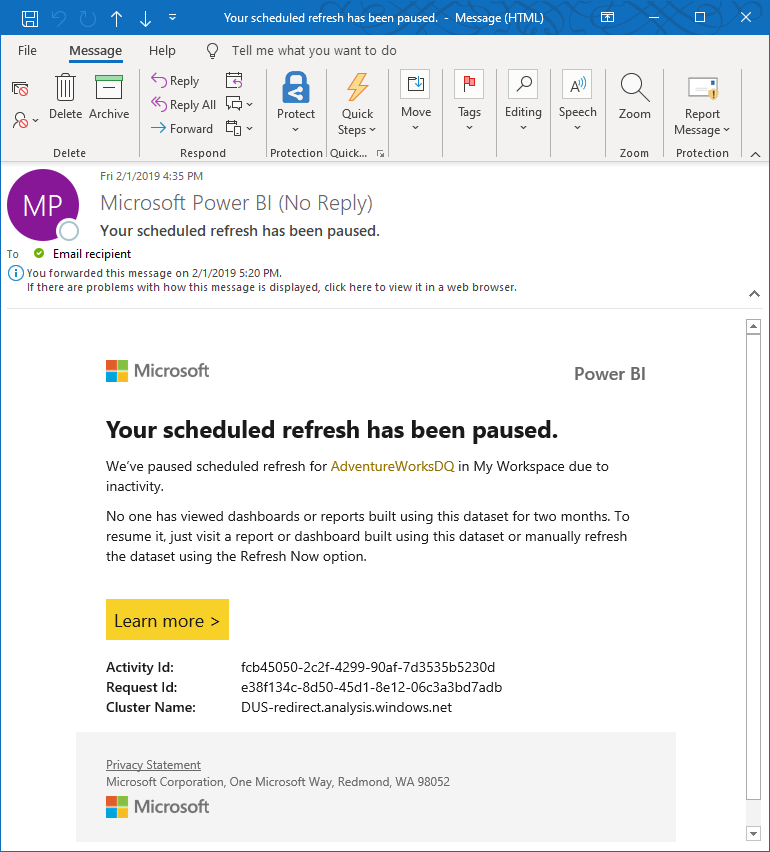 Your scheduled refresh has been paused. - Message (HTML)
File Message Help Tell me what you want to do
Delete Archive
Reply
Reply All
Forward
Protect
Quick Steps
Move
Tags
Editing
Speech
Zoom
Report Message
Delete Respond Protection Quick... Zoom Protection
Fri 2/1/2019 4:35 PM
MP
Microsoft Power BI (No Reply)
Your scheduled refresh has been paused.
To Email recipient
You forwarded this message on 2/1/2019 5:20 PM.
If there are problems with how this message is displayed, click here to view it in a web browser.
Microsoft Power BI
Your scheduled refresh has been paused.
We've paused scheduled refresh for AdventureWorksDQ in My Workspace due to
inactivity.
No one has viewed dashboards or reports built using this dataset for two months. To
resume it, just visit a report or dashboard built using this dataset or manually refresh
the dataset using the Refresh Now option.
Learn more >
Activity Id: fcb45050-2c2f-4299-90af-7d3535b5230d
Request Id: e38f134c-8d50-45d1-8e12-06c3a3bd7adb
Cluster Name: DUS-redirect.analysis.windows.net
Privacy Statement
Microsoft Corporation, One Microsoft Way, Redmond, WA 98052
Microsoft